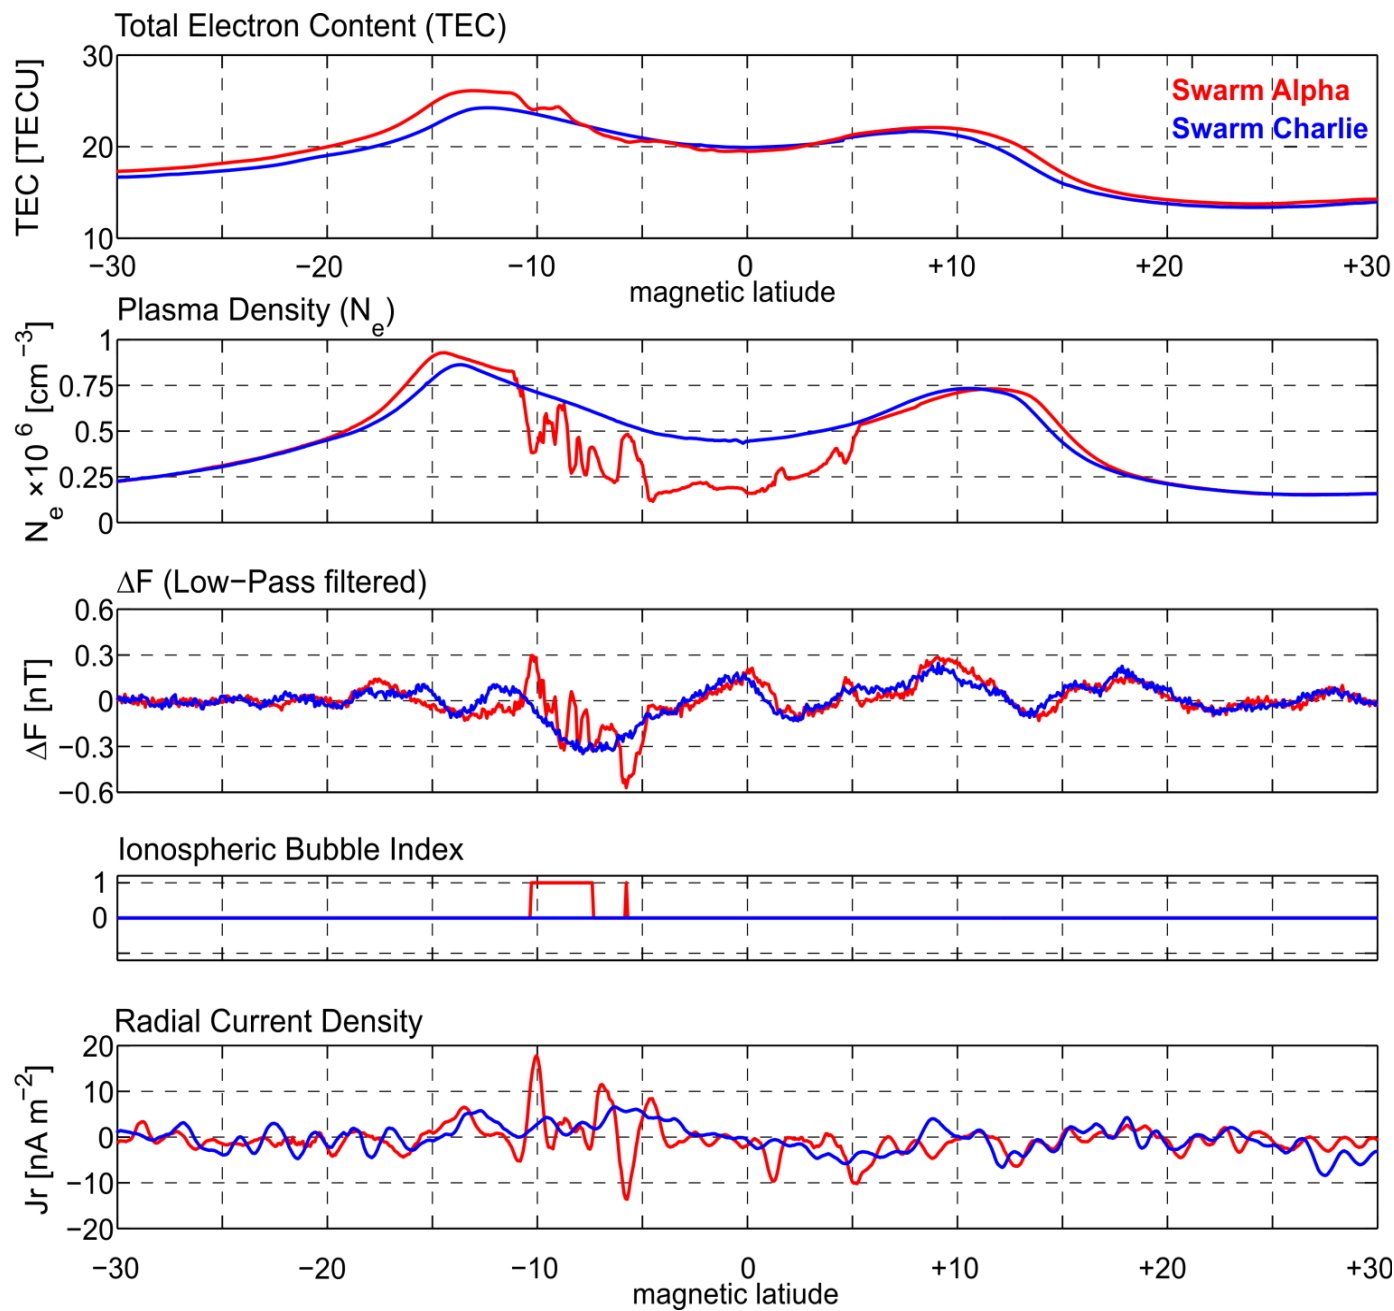 Total Electron Content (TEC)
TEC [TECU]
30
20
10
Swarm Alpha
Swarm Charlie
−30 −20 −10 0 +10 +20 +30
magnetic latiude
Plasma Density (Ne)
Ne ×10 6 [cm −3]
1
0.75
0.5
0.25
0
ΔF (Low−Pass filtered)
ΔF [nT]
0.6
0.3
0
−0.3
−0.6
Ionospheric Bubble Index
1
0
Radial Current Density
Jr [nA m−2]
20
10
0
−10
−20
−30 −20 −10 0 +10 +20 +30
magnetic latiude